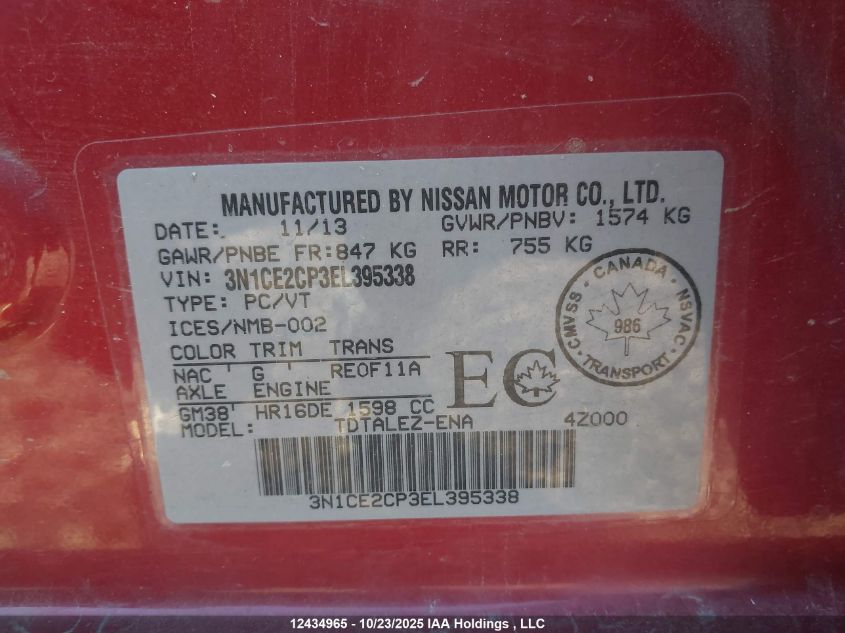 MANUFACTURED BY NISSAN MOTOR CO., LTD.
DATE: 11/13 GVWR/PNBV: 1574 KG
GAWR/PNBE FR:847 KG RR: 755 KG
VIN: 3N1CE2CP3EL395338
TYPE: PC/VT
ICES/NMB-002
COLOR TRIM TRANS
NAC ' G ' RE0F11A
AXLE ENGINE
GM38' HR16DE 1598 CC
MODEL: TDTALEZ-ENA 4Z000
3N1CE2CP3EL395338
EC
CMVSS · CANADA · NSVAC · TRANSPORT ·
986
12434965 - 10/23/2025 IAA Holdings , LLC